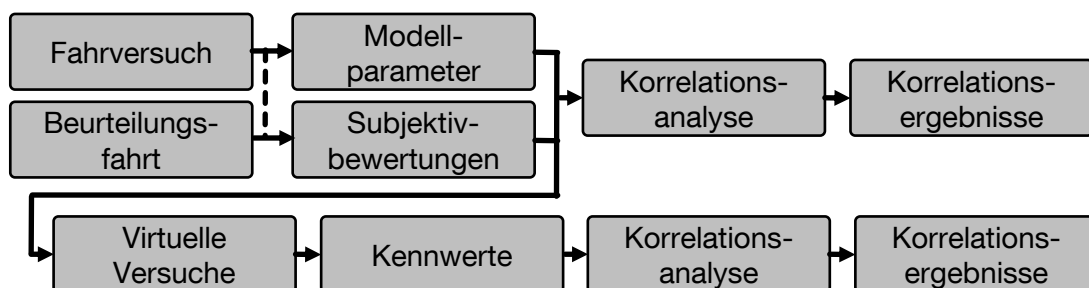 Fahrversuch
Modell-
parameter
Korrelations-
analyse
Korrelations-
ergebnisse
Beurteilungs-
fahrt
Subjektiv-
bewertungen
Virtuelle
Versuche
Kennwerte
Korrelations-
analyse
Korrelations-
ergebnisse